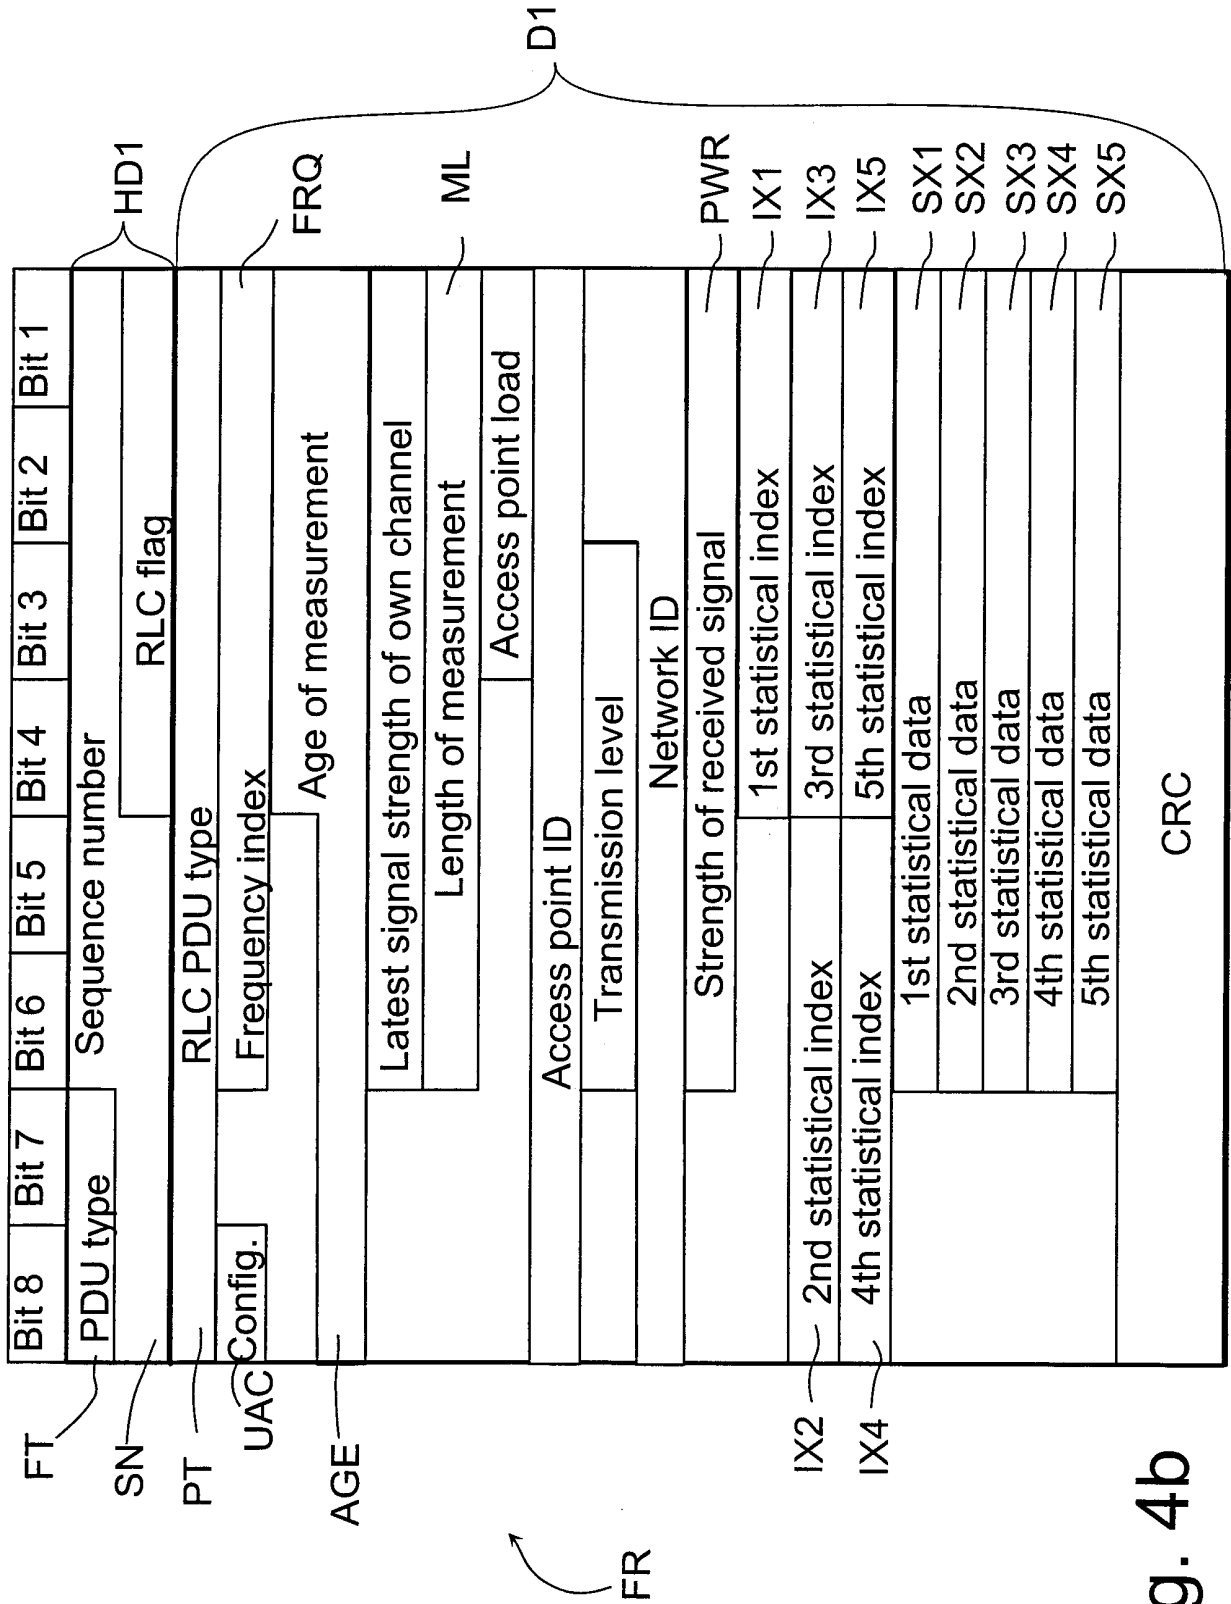 Bit 8 Bit 7 Bit 6 Bit 5 Bit 4 Bit 3 Bit 2 Bit 1
FT
PDU type
Sequence number
HD1
SN
RLC flag
PT
RLC PDU type
D1
UAC
Config.
Frequency index
FRQ
AGE
Age of measurement
Latest signal strength of own channel
Length of measurement
ML
Access point load
Access point ID
Transmission level
Network ID
Strength of received signal
PWR
1st statistical index
IX1
IX2
2nd statistical index
3rd statistical index
IX3
IX4
4th statistical index
5th statistical index
IX5
1st statistical data
SX1
2nd statistical data
SX2
3rd statistical data
SX3
4th statistical data
SX4
5th statistical data
SX5
CRC
FR
g. 4b